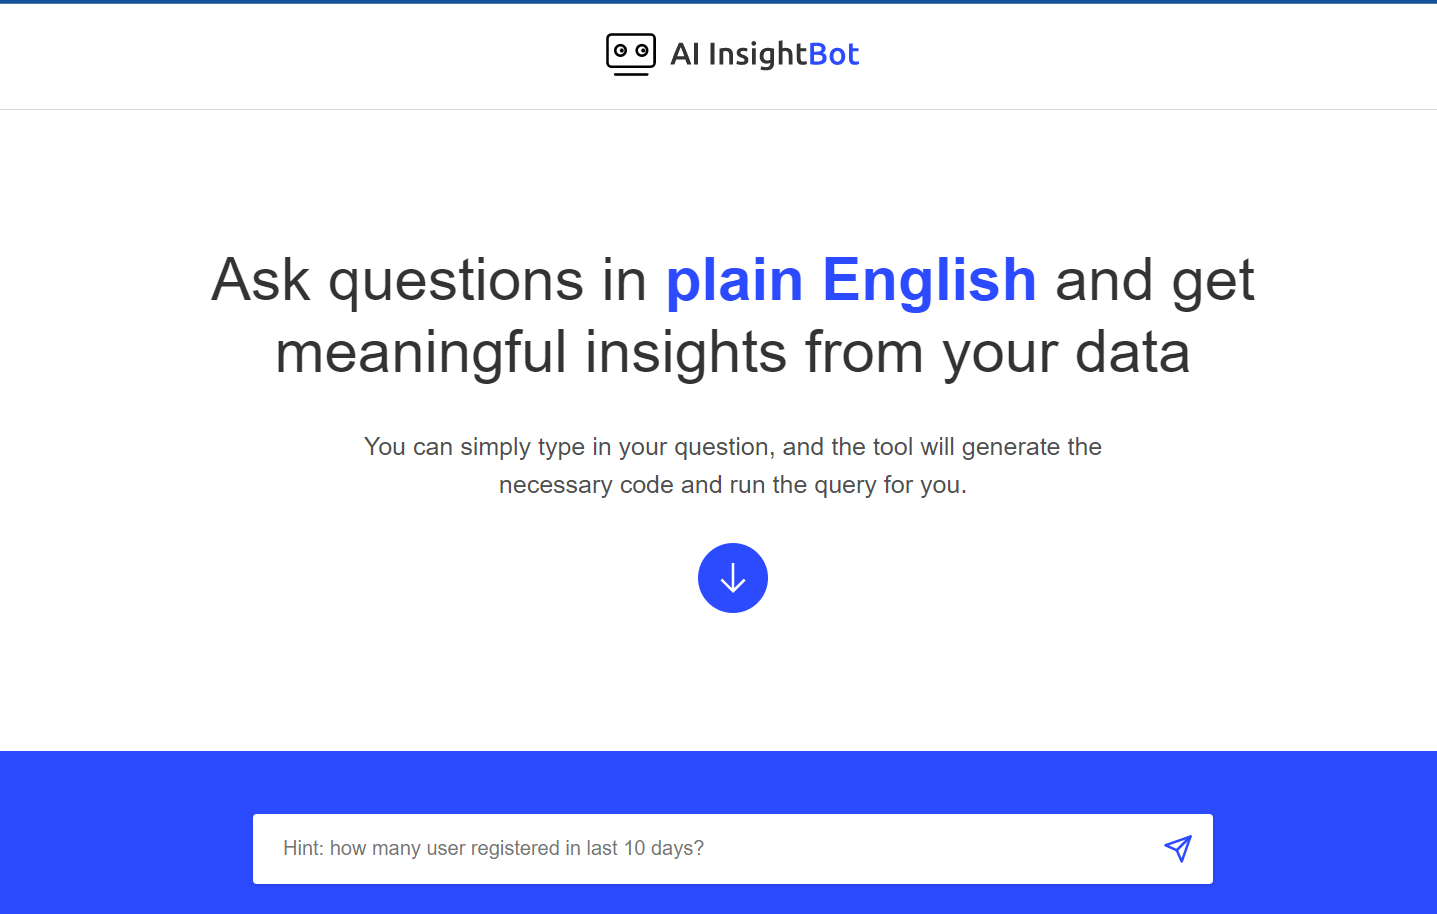 AI InsightBot
Ask questions in plain English and get
meaningful insights from your data
You can simply type in your question, and the tool will generate the
necessary code and run the query for you.
Hint: how many user registered in last 10 days?